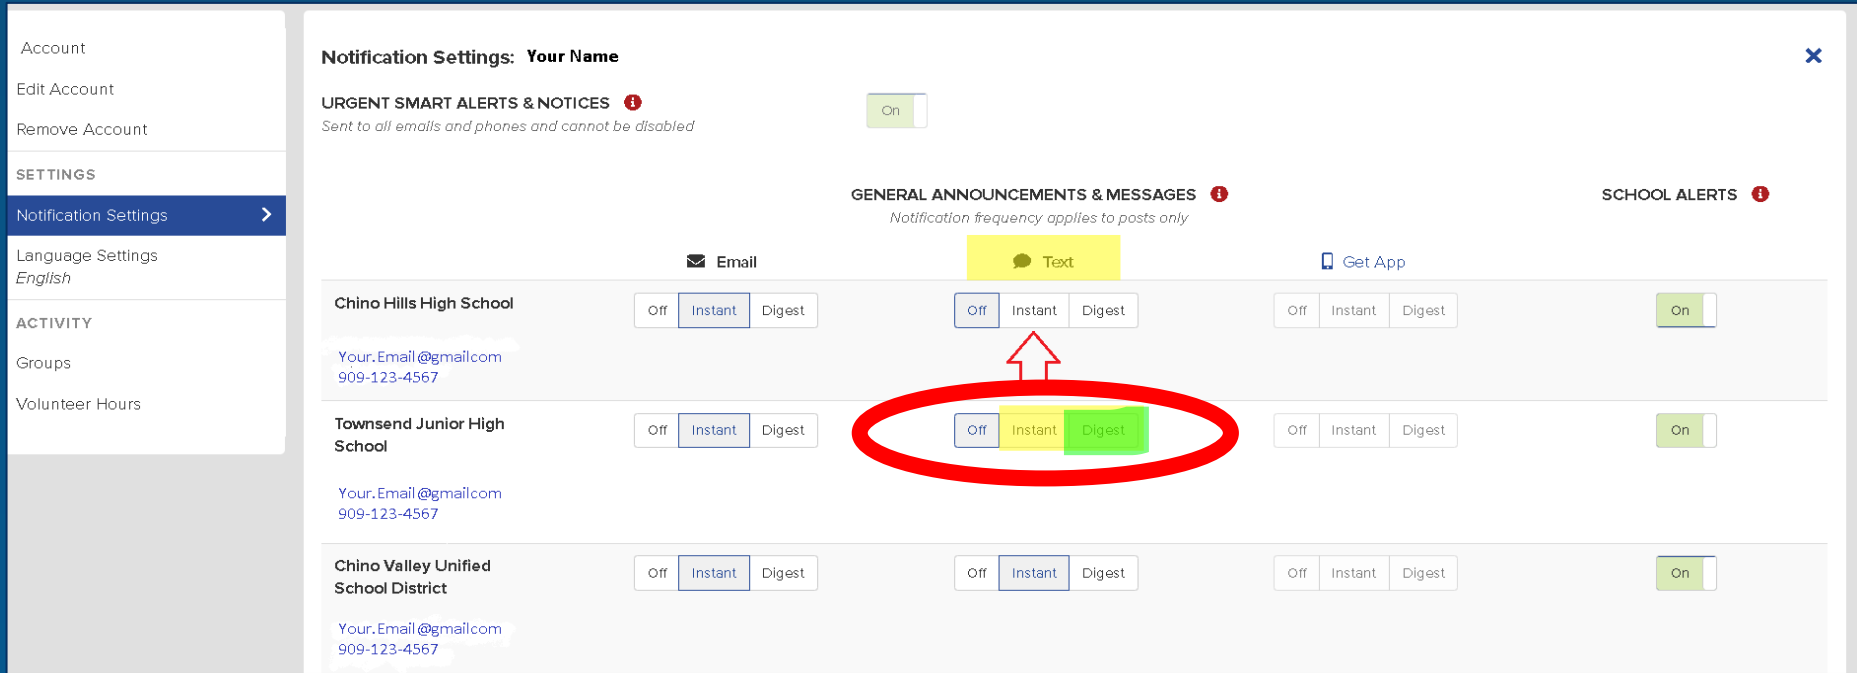 Account
Edit Account
Remove Account
SETTINGS
Notification Settings
Language Settings
English
ACTIVITY
Groups
Volunteer Hours
Notification Settings: Your Name
URGENT SMART ALERTS & NOTICES
Sent to all emails and phones and cannot be disabled
On
GENERAL ANNOUNCEMENTS & MESSAGES
Notification frequency applies to posts only
SCHOOL ALERTS
Email
Text
Get App
Chino Hills High School
Off Instant Digest
Off Instant Digest
Off Instant Digest
On
Your.Email@gmailcom
909-123-4567
Townsend Junior High
School
Off Instant Digest
Off Instant Digest
Off Instant Digest
On
Your.Email@gmailcom
909-123-4567
Chino Valley Unified
School District
Off Instant Digest
Off Instant Digest
Off Instant Digest
On
Your.Email@gmailcom
909-123-4567